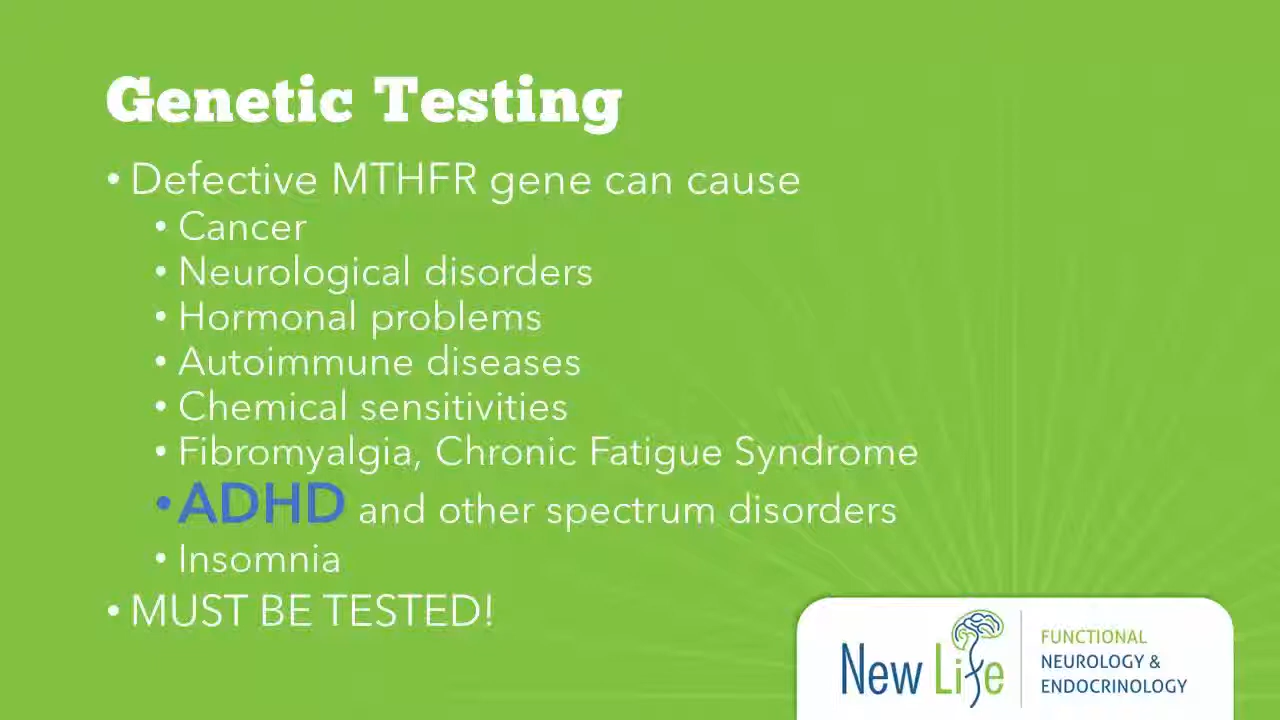 Genetic Testing
• Defective MTHFR gene can cause
• Cancer
• Neurological disorders
• Hormonal problems
• Autoimmune diseases
• Chemical sensitivities
• Fibromyalgia, Chronic Fatigue Syndrome
• ADHD and other spectrum disorders
• Insomnia
• MUST BE TESTED!
New Life
FUNCTIONAL
NEUROLOGY &
ENDOCRINOLOGY